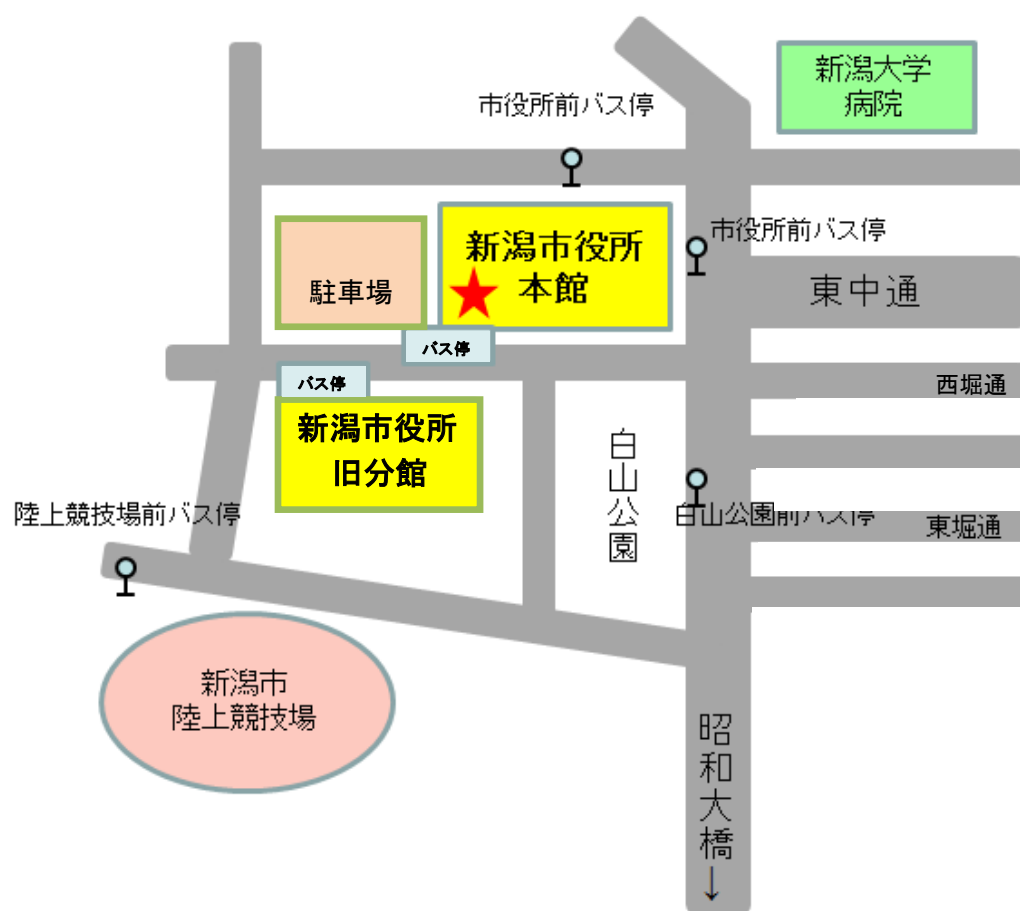 新潟大学
病院
市役所前バス停
市役所前バス停
新潟市役所
本館
駐車場
東中通
バス停
バス停
西堀通
新潟市役所
旧分館
白山公園
陸上競技場前バス停
白山公園前バス停
東堀通
新潟市
陸上競技場
昭和大橋
↓